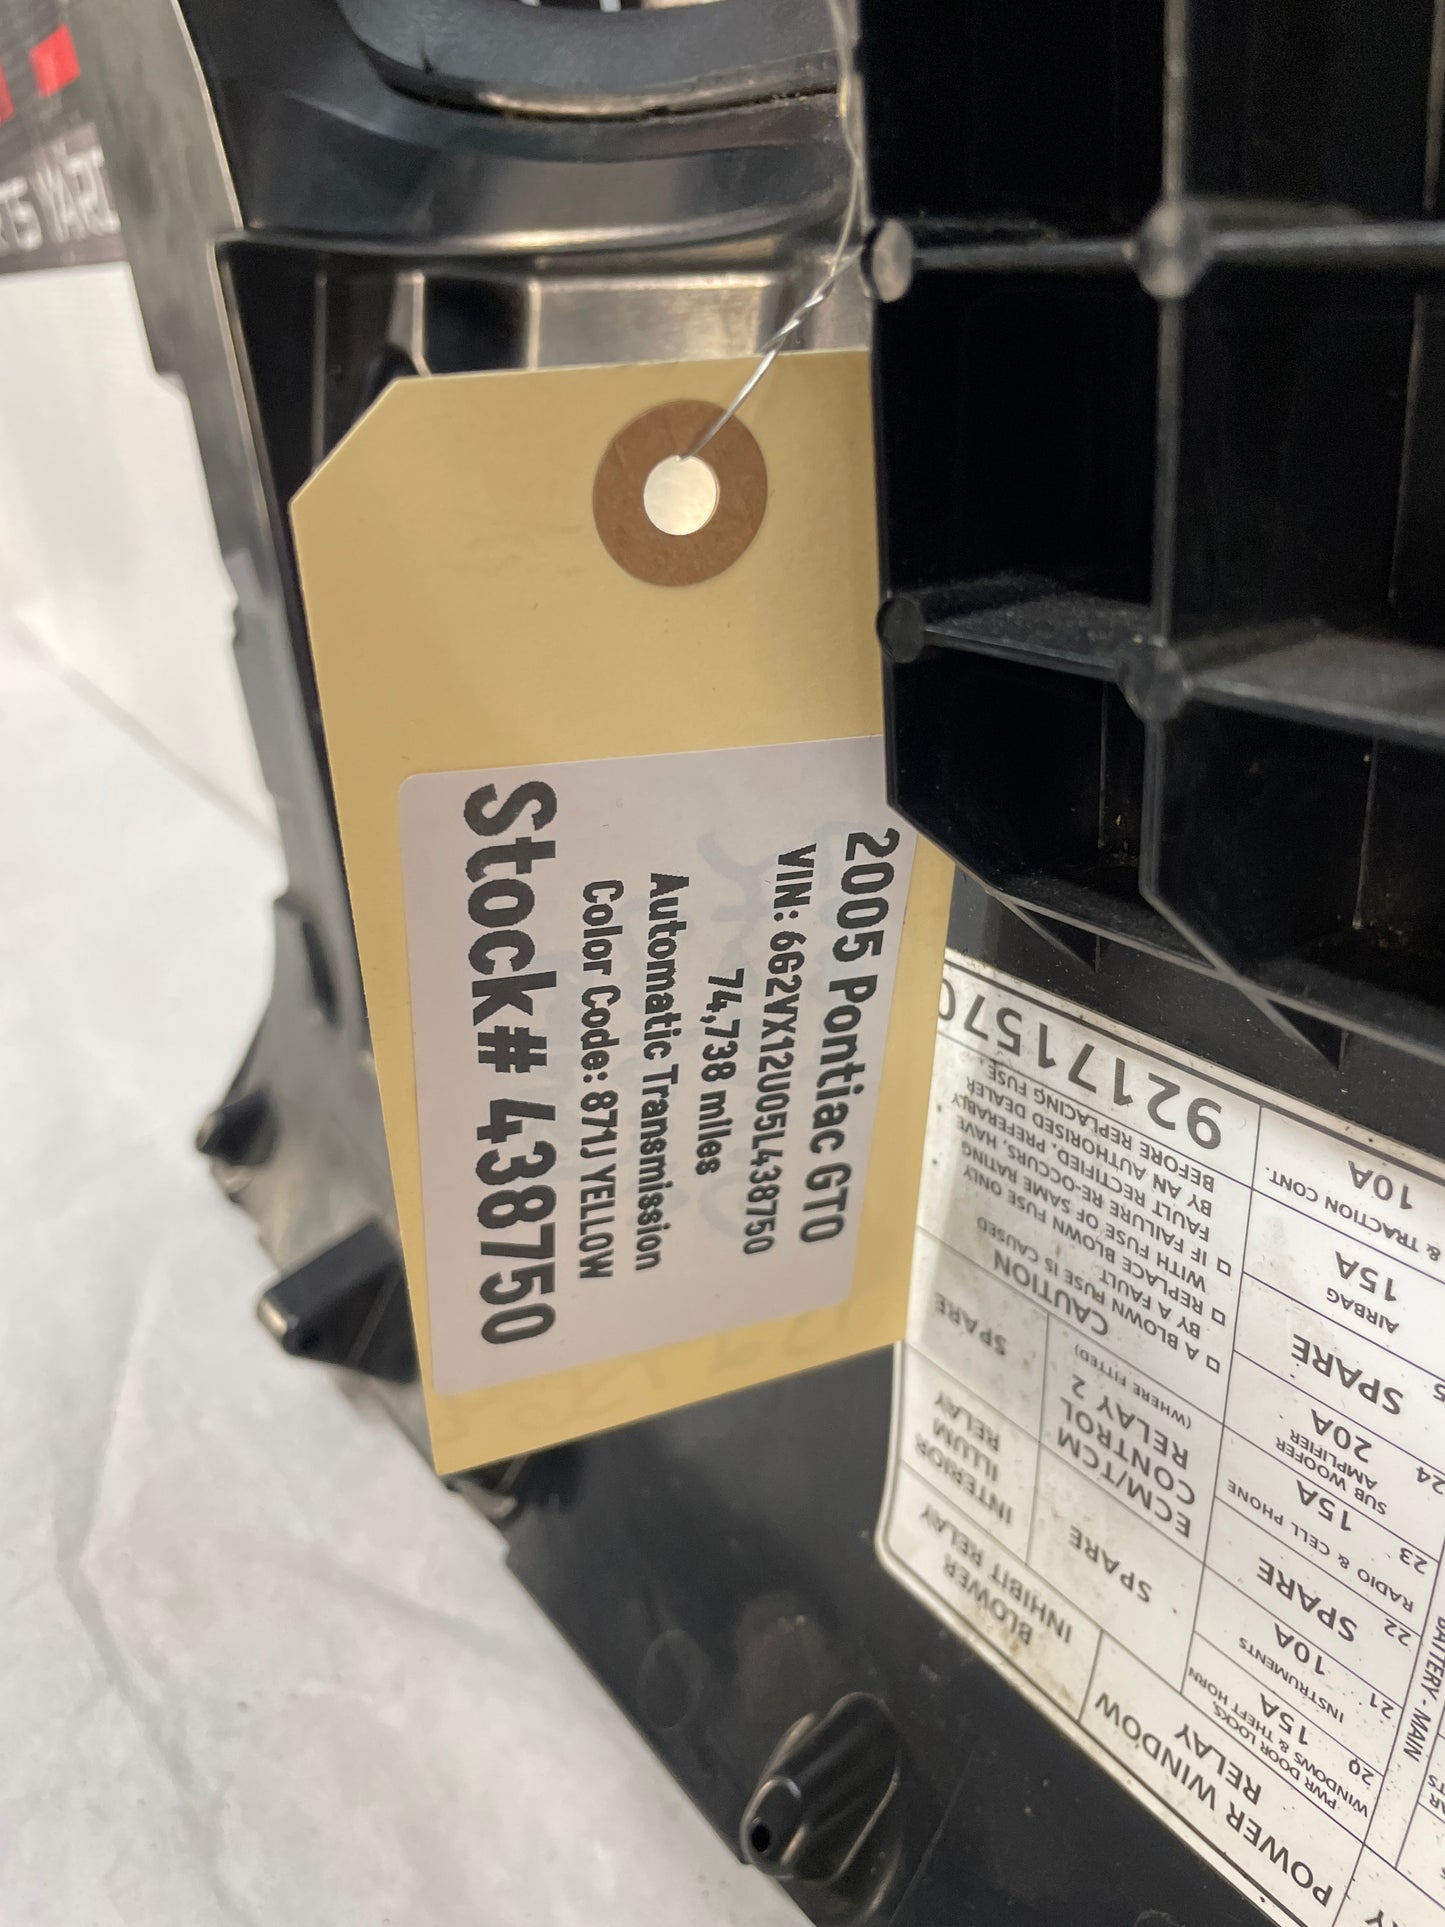 2005 Pontiac GTO
VIN: 6G2VX12U05L438750
74,738 miles
Automatic Transmission
Color Code: 871J YELLOW
Stock# 438750
YARD
9217157
BEFORE REPLACING FUSE.
BY AN AUTHORISED DEALER
FAULT RECTIFIED, PREFERABLY
IF FAILURE RE-OCCURS, HAVE
WITH FUSE OF SAME RATING
REPLACE BLOWN FUSE ONLY
BY A FAULT.
A BLOWN FUSE IS CAUSED
CAUTION
SPARE
(WHERE FITTED)
RELAY 2
CONTROL
ECM/TCM
RELAY
ILLUM
INTERIOR
SPARE
INHIBIT RELAY
BLOWER
POWER WINDOW
RELAY
10A
& TRACTION CONT.
15A
AIRBAG
SPARE
24
20A
AMPLIFIER
SUB WOOFER
23
15A
RADIO & CELL PHONE
22
SPARE
21
10A
INSTRUMENTS
20
15A
WINDOWS & THEFT HORN
PWR DOOR LOCKS,
BATTERY - MAIN